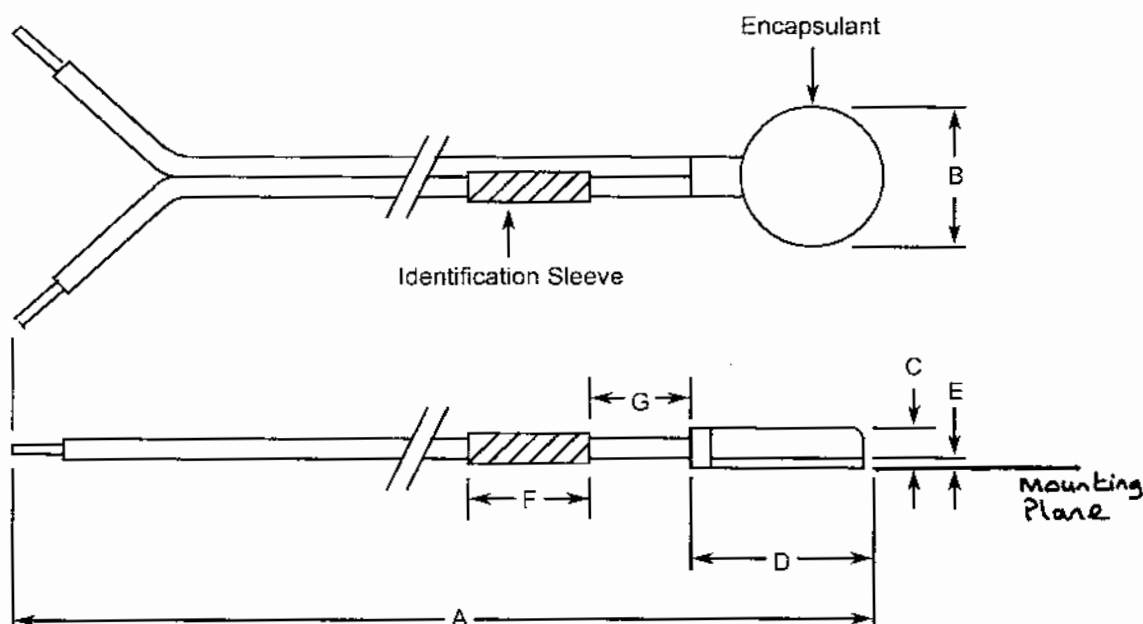 Encapsulant
B
Identification Sleeve
C
E
G
Mounting
Plane
F
D
A